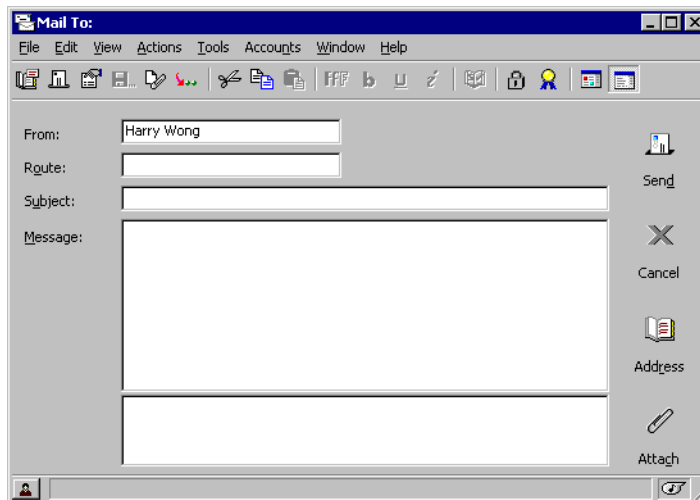 Mail To:
File Edit View Actions Tools Accounts Window Help
From: Harry Wong
Route:
Subject:
Message:
Send
Cancel
Address
Attach